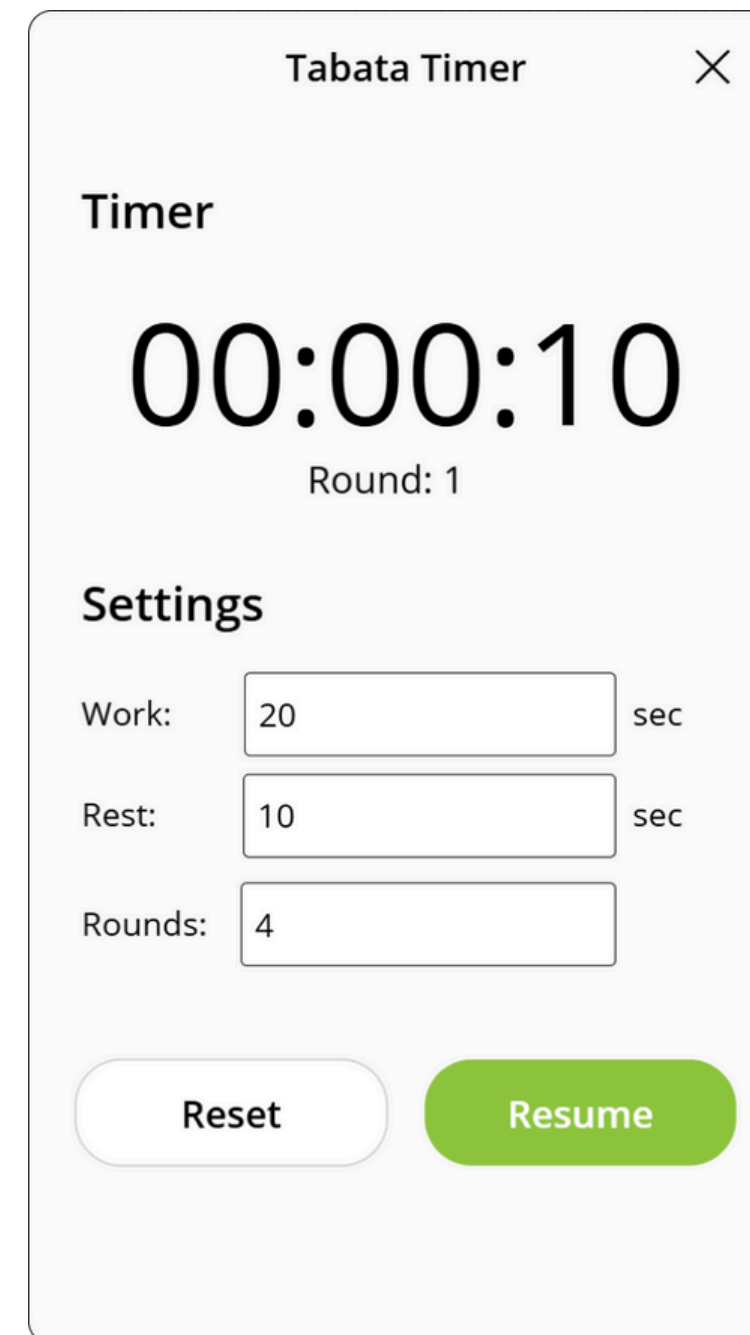 Tabata Timer
Timer
00:00:10
Round: 1
Settings
Work: 20 sec
Rest: 10 sec
Rounds: 4
Reset Resume